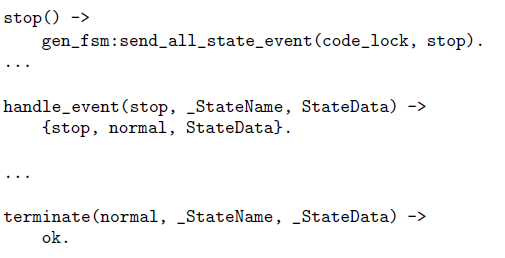 stop() ->
    gen_fsm:send_all_state_event(code_lock, stop).
...
handle_event(stop, _StateName, StateData) ->
    {stop, normal, StateData}.
...
terminate(normal, _StateName, _StateData) ->
    ok.